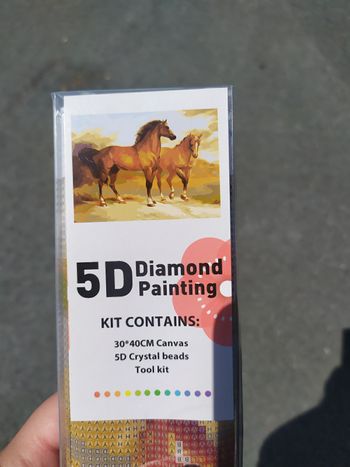 5D Diamond
Painting
KIT CONTAINS:
30*40CM Canvas
5D Crystal beads
Tool kit